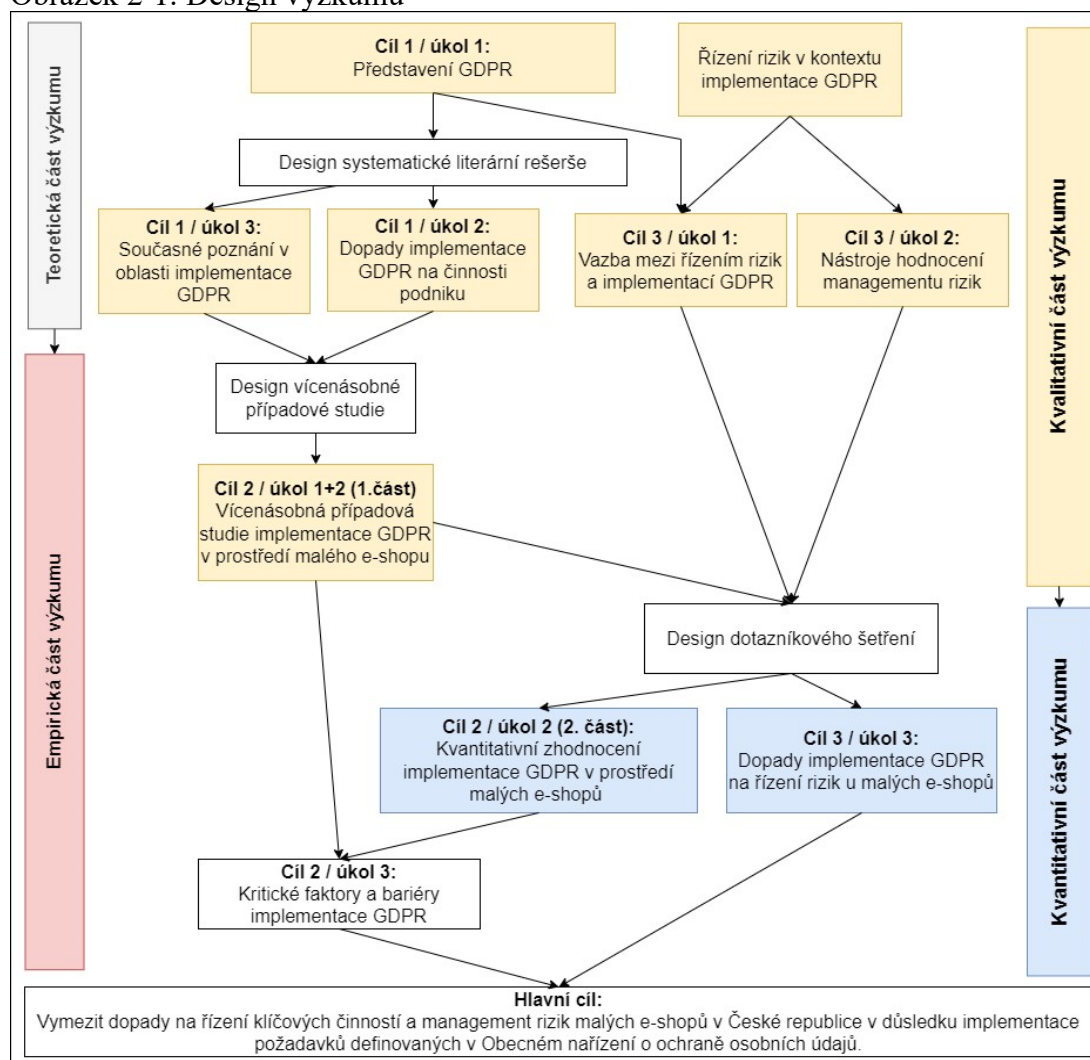 Obrázek 2-1: Design výzkumu
Teoretická část výzkumu
Empirická část výzkumu
Cíl 1 / úkol 1:
Představení GDPR
Řízení rizik v kontextu
implementace GDPR
Design systematické literární rešerše
Cíl 1 / úkol 3:
Současné poznání v
oblasti implementace
GDPR
Cíl 1 / úkol 2:
Dopady implementace
GDPR na činnosti
podniku
Cíl 3 / úkol 1:
Vazba mezi řízením rizik
a implementací GDPR
Cíl 3 / úkol 2:
Nástroje hodnocení
managementu rizik
Design vícenásobné
případové studie
Cíl 2 / úkol 1+2 (1.část)
Vícenásobná případová
studie implementace GDPR
v prostředí malého e-shopu
Design dotazníkového šetření
Cíl 2 / úkol 2 (2. část):
Kvantitativní zhodnocení
implementace GDPR v prostředí
malých e-shopů
Cíl 3 / úkol 3:
Dopady implementace GDPR
na řízení rizik u malých e-shopů
Cíl 2 / úkol 3:
Kritické faktory a bariéry
implementace GDPR
Kvalitativní část výzkumu
Kvantitativní část výzkumu
Hlavní cíl:
Vymezit dopady na řízení klíčových činností a management rizik malých e-shopů v České republice v důsledku implementace
požadavků definovaných v Obecném nařízení o ochraně osobních údajů.